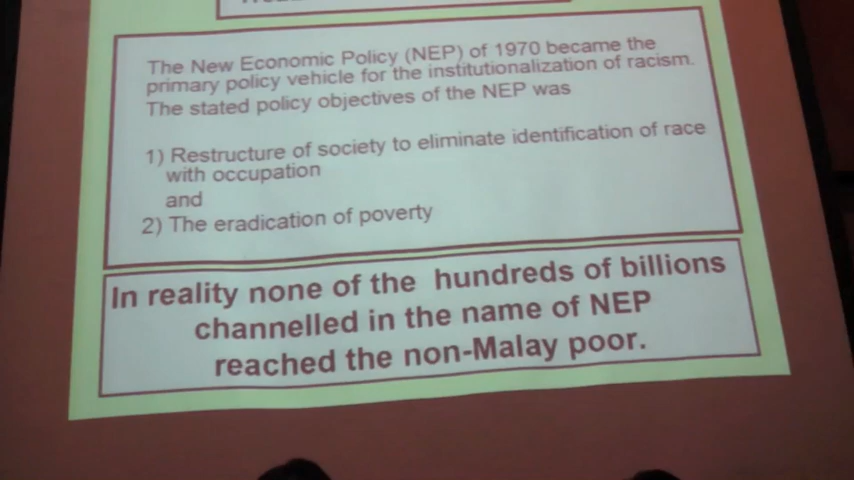 The New Economic Policy (NEP) of 1970 became the
primary policy vehicle for the institutionalization of racism.
The stated policy objectives of the NEP was
1) Restructure of society to eliminate identification of race
with occupation
and
2) The eradication of poverty
In reality none of the hundreds of billions
channelled in the name of NEP
reached the non-Malay poor.